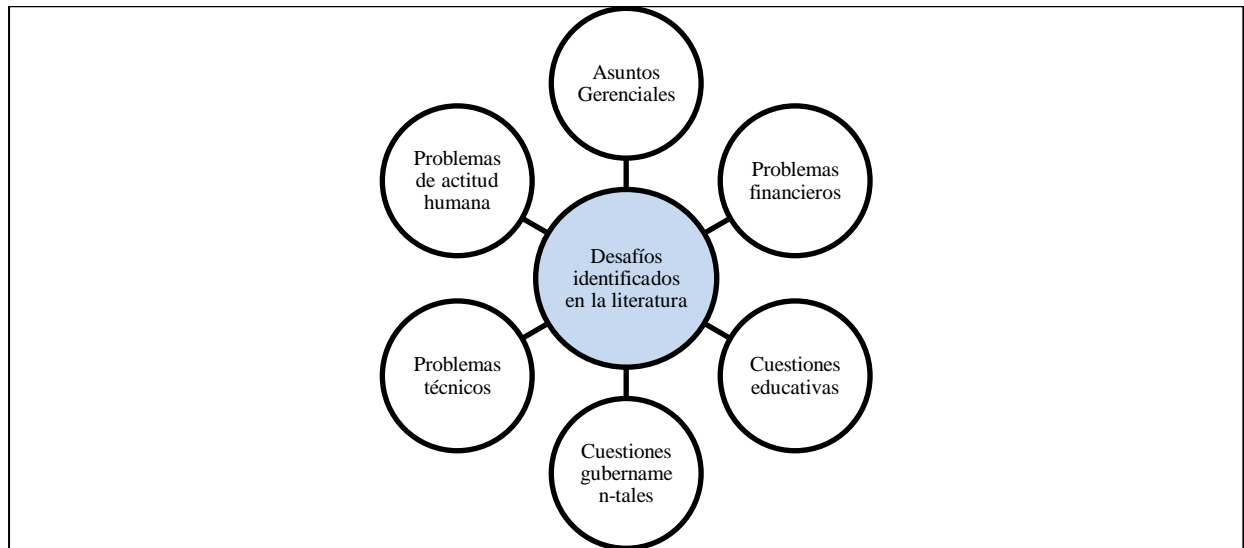 Asuntos
Gerenciales
Problemas
de actitud
humana
Problemas
financieros
Desafíos
identificados
en la literatura
Problemas
técnicos
Cuestiones
educativas
Cuestiones
gubername
n-tales